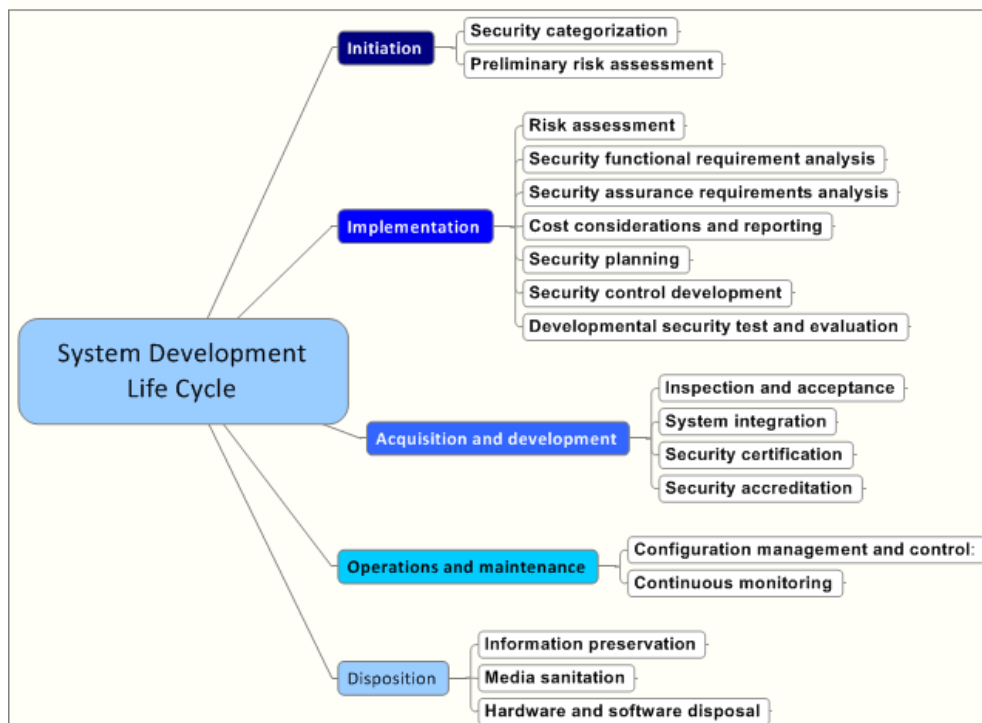 Security categorization
Initiation
Preliminary risk assessment
Risk assessment
Security functional requirement analysis
Security assurance requirements analysis
Implementation
Cost considerations and reporting
Security planning
Security control development
Developmental security test and evaluation
System Development
Life Cycle
Inspection and acceptance
System integration
Acquisition and development
Security certification
Security accreditation
Configuration management and control:
Operations and maintenance
Continuous monitoring
Information preservation
Disposition
Media sanitation
Hardware and software disposal